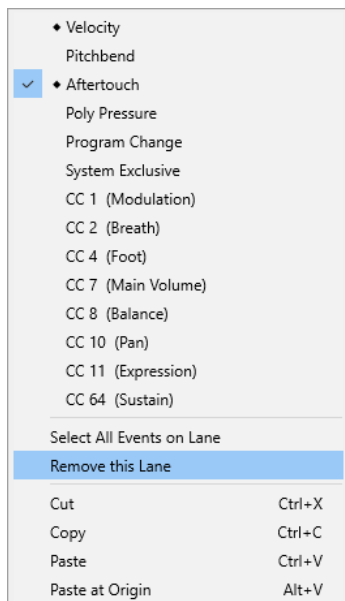 ◆ Velocity
Pitchbend
◆ Aftertouch
Poly Pressure
Program Change
System Exclusive
CC 1 (Modulation)
CC 2 (Breath)
CC 4 (Foot)
CC 7 (Main Volume)
CC 8 (Balance)
CC 10 (Pan)
CC 11 (Expression)
CC 64 (Sustain)
Select All Events on Lane
Remove this Lane
Cut Ctrl+X
Copy Ctrl+C
Paste Ctrl+V
Paste at Origin Alt+V